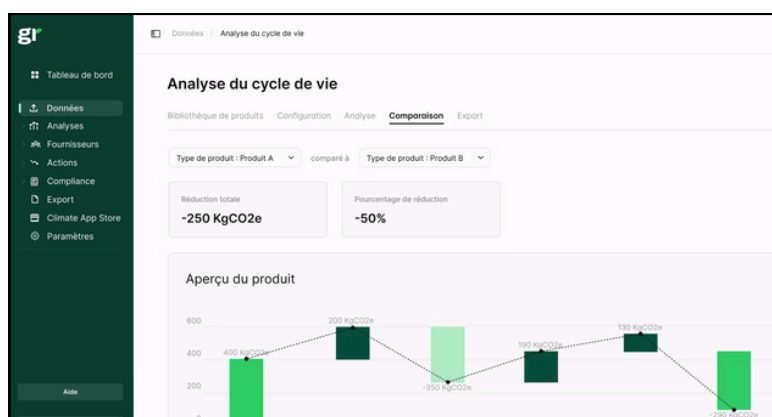 gr
Données / Analyse du cycle de vie
Tableau de bord
Données
Analyses
Fournisseurs
Actions
Compliance
Export
Climate App Store
Paramètres
Aide
Analyse du cycle de vie
Bibliothèque de produits Configuration Analyse Comparaison Export
Type de produit : Produit A comparé à Type de produit : Produit B
Réduction totale
-250 KgCO2e
Pourcentage de réduction
-50%
Aperçu du produit
600
400
200
0
400 KgCO2e
200 KgCO2e
-350 KgCO2e
190 KgCO2e
130 KgCO2e
-290 KgCO2e